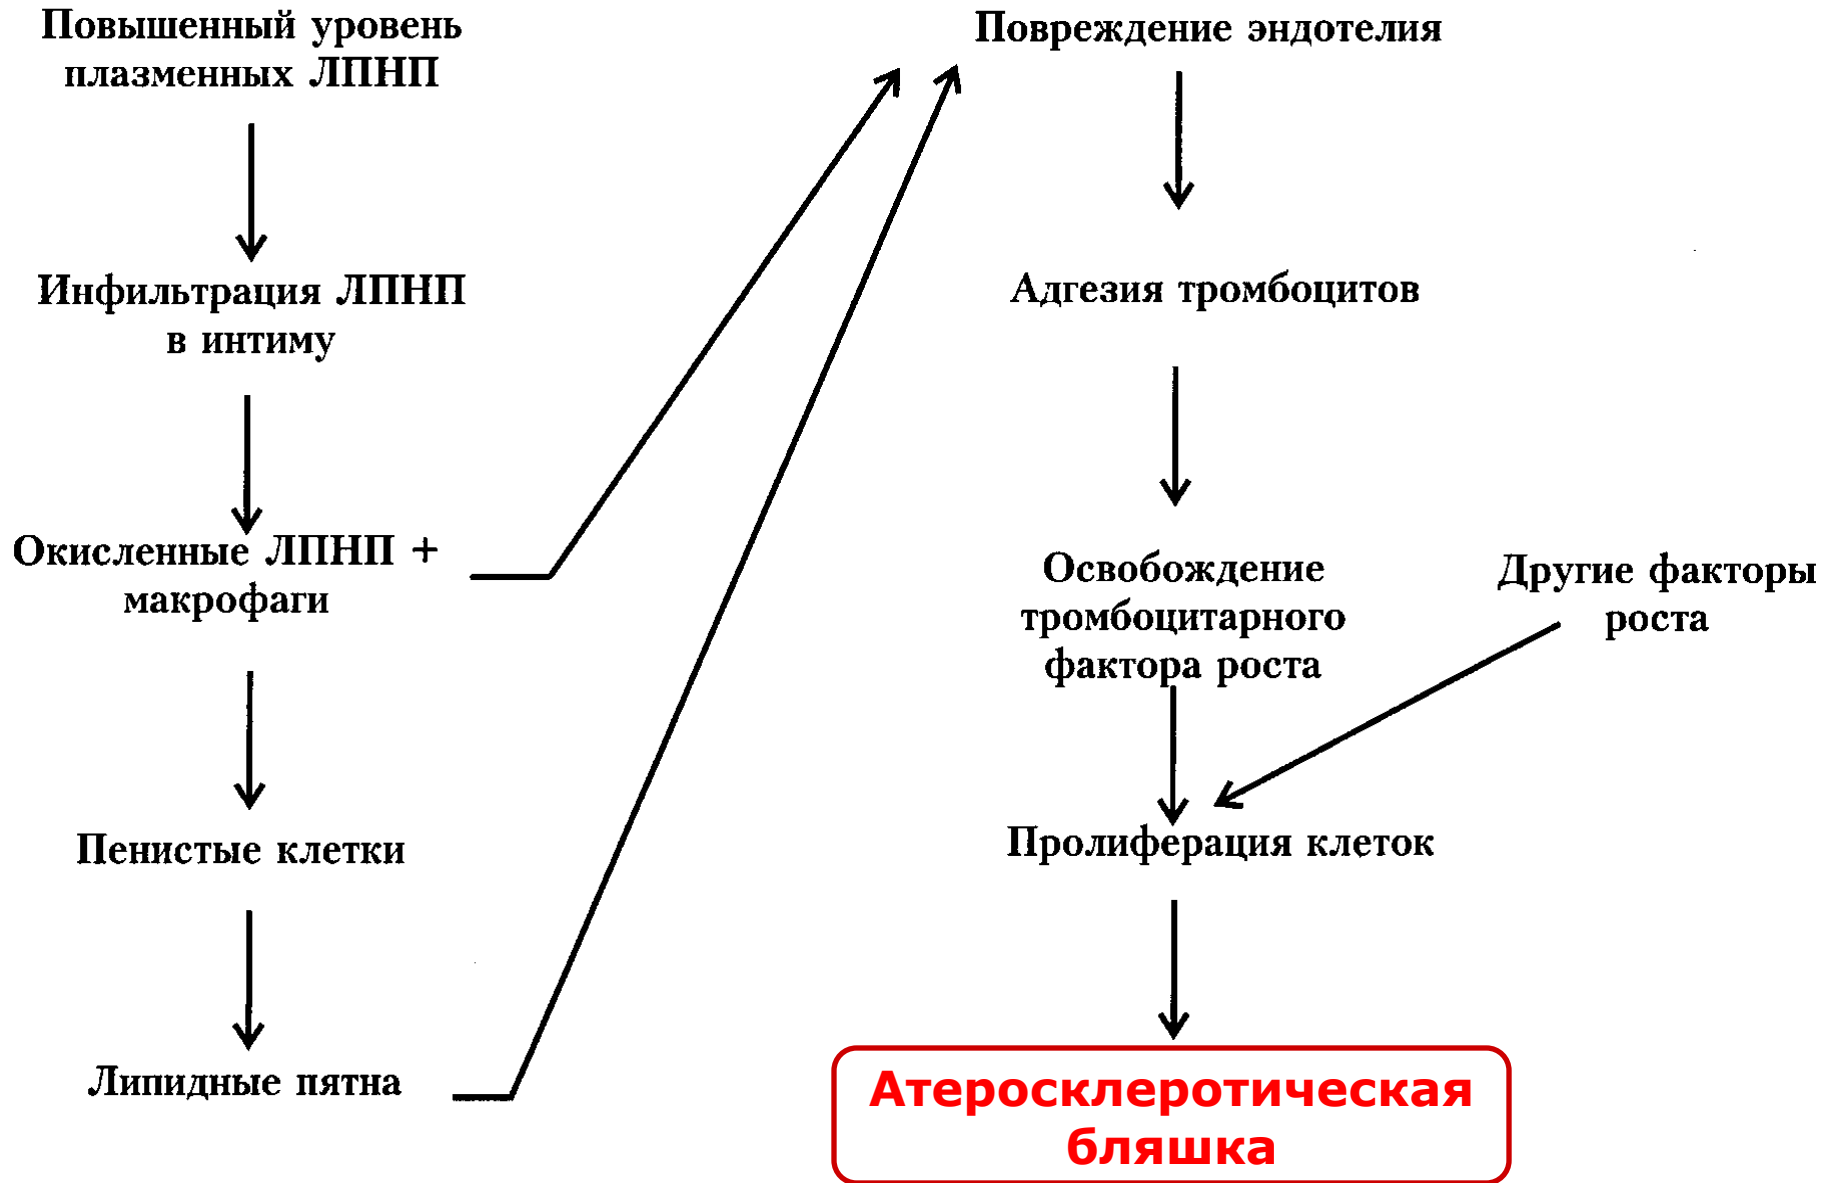 Повышенный уровень
плазменных ЛПНП
Инфильтрация ЛПНП
в интиму
Окисленные ЛПНП +
макрофаги
Пенистые клетки
Липидные пятна
Повреждение эндотелия
Адгезия тромбоцитов
Освобождение
тромбоцитарного
фактора роста
Другие факторы
роста
Пролиферация клеток
Атеросклеротическая
бляшка